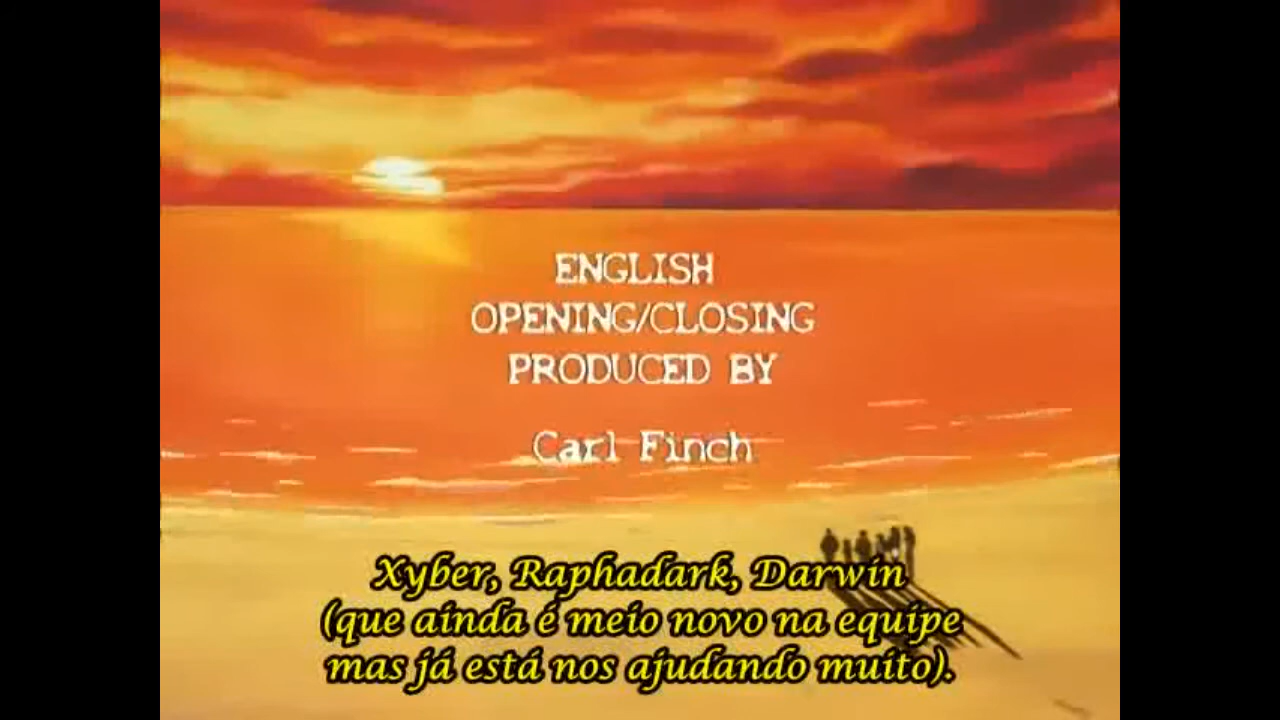 ENGLISH
OPENING/CLOSING
PRODUCED BY
Carl Finch
Xyber, Raphadark, Darwin
(que ainda é meio novo na equipe
mas já está nos ajudando muito).